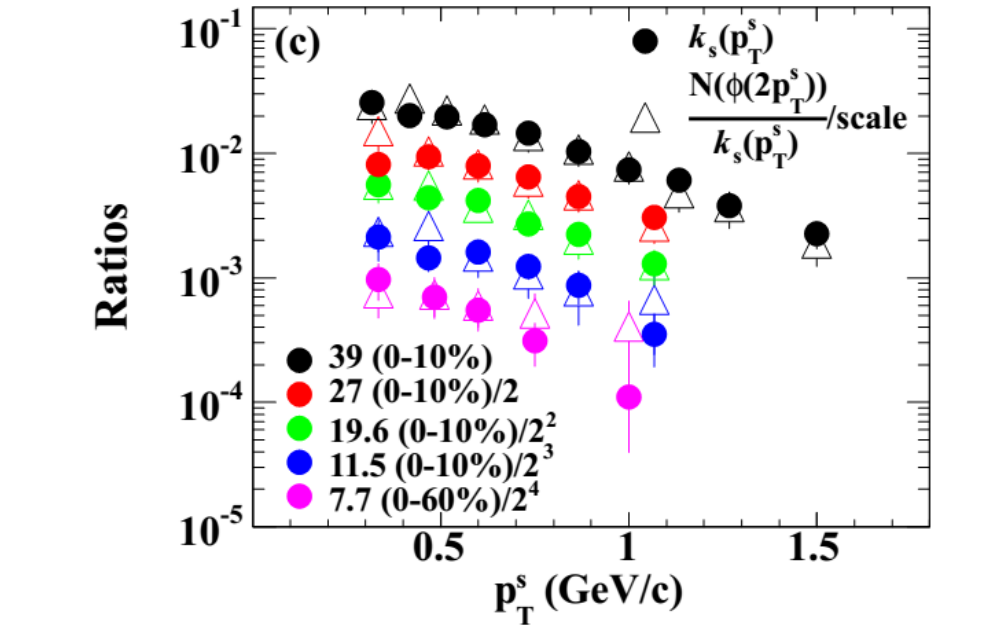 (c)
k_s(p_T^s)
N(ϕ(2p_T^s))
/scale
k_s(p_T^s)
10^-1
10^-2
10^-3
10^-4
10^-5
Ratios
39 (0-10%)
27 (0-10%)/2
19.6 (0-10%)/2^2
11.5 (0-10%)/2^3
7.7 (0-60%)/2^4
0.5 1 1.5
p_T^s (GeV/c)